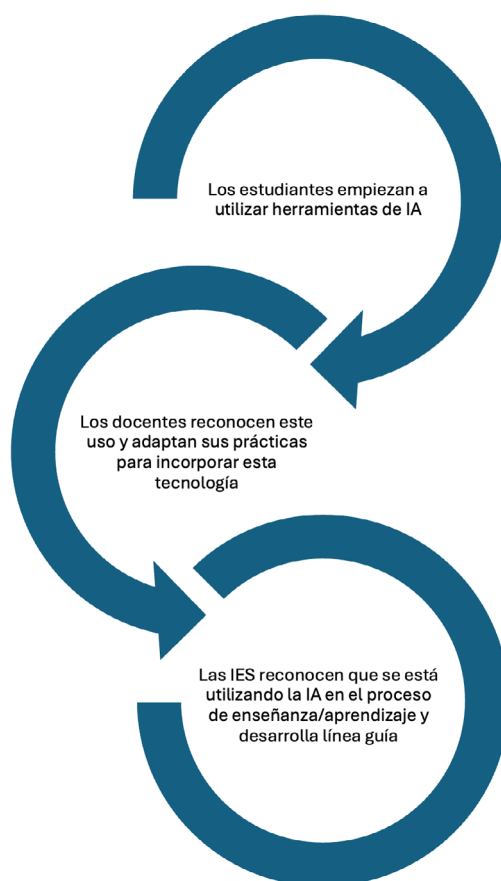 Los estudiantes empiezan a
utilizar herramientas de IA
Los docentes reconocen este
uso y adaptan sus prácticas
para incorporar esta
tecnología
Las IES reconocen que se está
utilizando la IA en el proceso
de enseñanza/aprendizaje y
desarrolla línea guía